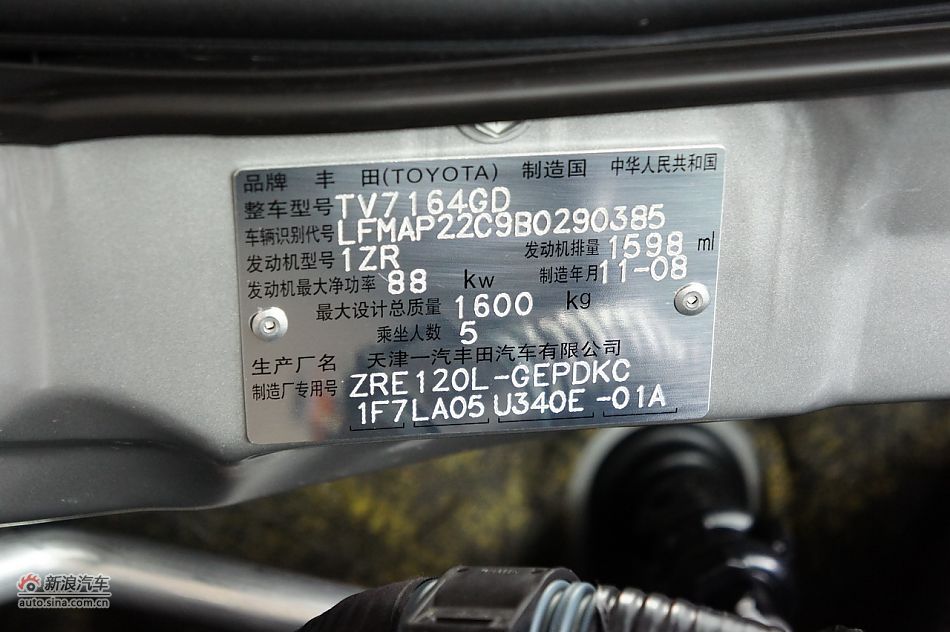 品牌 丰 田(TOYOTA) 制造国 中华人民共和国
整车型号 TV7164GD
车辆识别代号 LFMAP22C9B0290385
发动机型号 1ZR 发动机排量 1598 ml
发动机最大净功率 88 kw 制造年月 11-08
最大设计总质量 1600 kg
乘坐人数 5
生产厂名 天津一汽丰田汽车有限公司
制造厂专用号 ZRE120L-GEPDKC
1F7LA05 U340E -01A
新浪汽车
auto.sina.com.cn